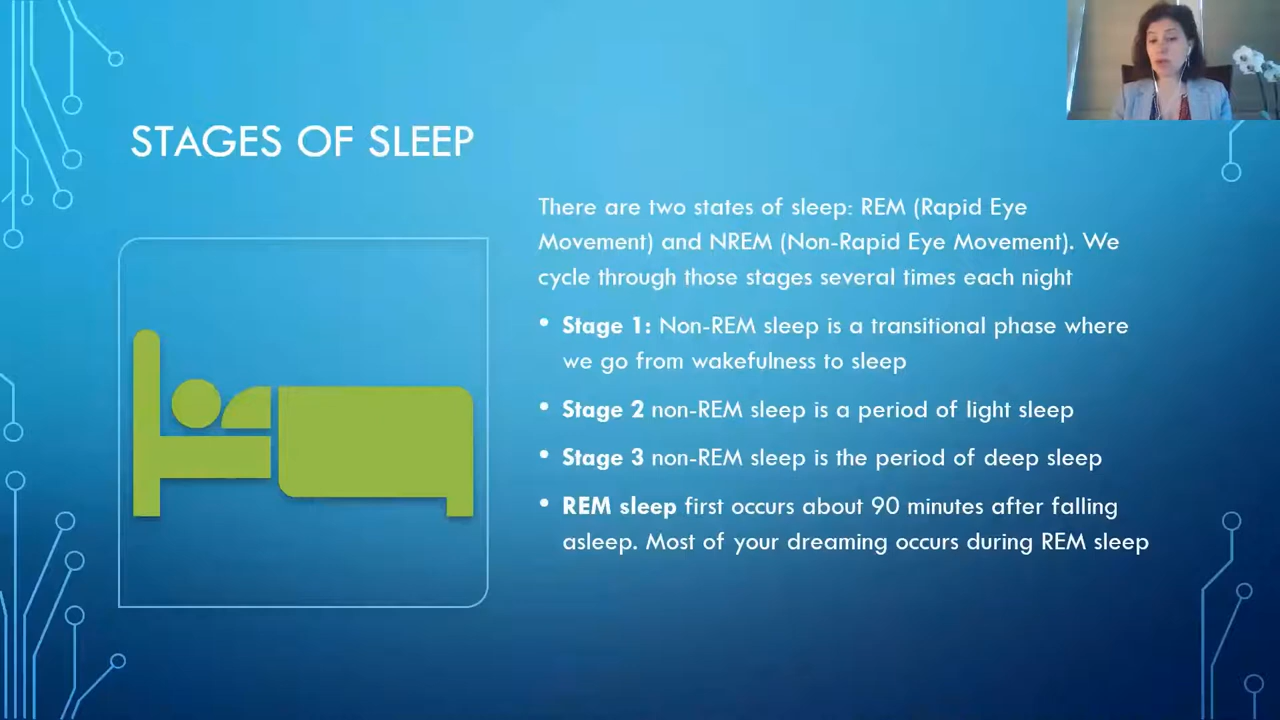 STAGES OF SLEEP
There are two states of sleep: REM (Rapid Eye
Movement) and NREM (Non-Rapid Eye Movement). We
cycle through those stages several times each night
• Stage 1: Non-REM sleep is a transitional phase where
we go from wakefulness to sleep
• Stage 2 non-REM sleep is a period of light sleep
• Stage 3 non-REM sleep is the period of deep sleep
• REM sleep first occurs about 90 minutes after falling
asleep. Most of your dreaming occurs during REM sleep